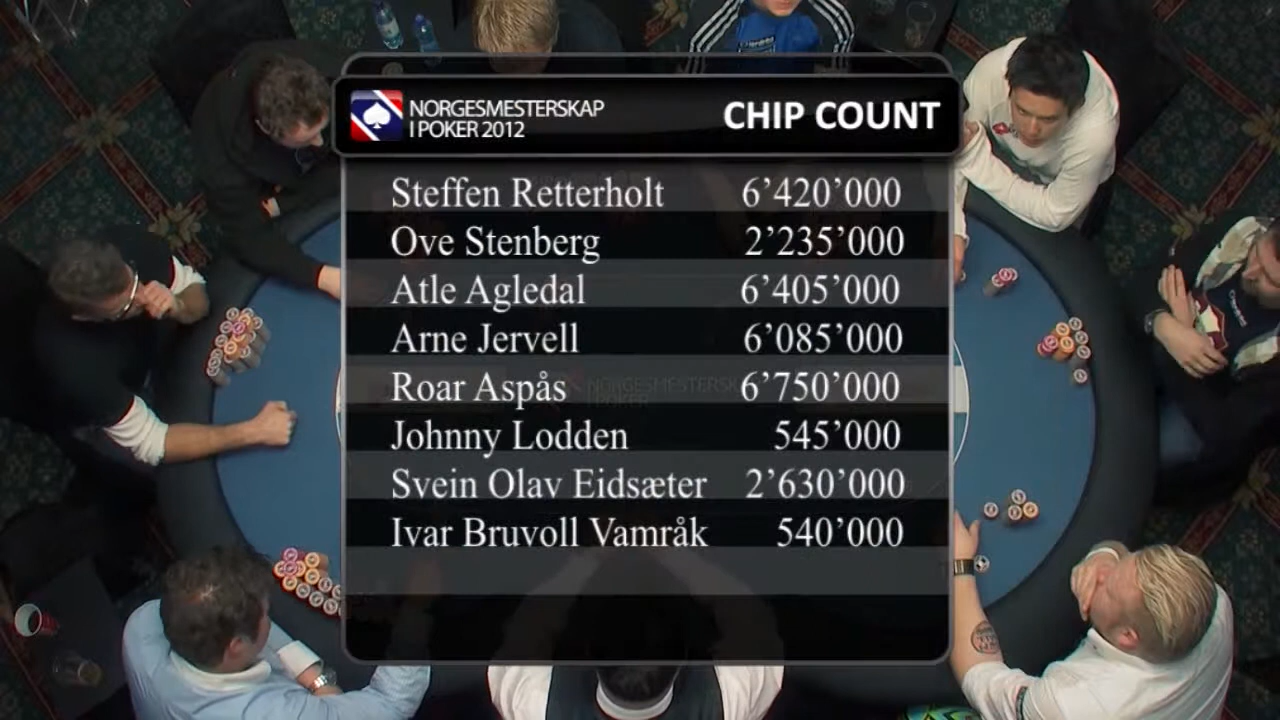 NORGESMESTERSKAP
I POKER 2012
CHIP COUNT
Steffen Retterholt 6’420’000
Ove Stenberg 2’235’000
Atle Agledal 6’405’000
Arne Jervell 6’085’000
Roar Aspås 6’750’000
Johnny Lodden 545’000
Svein Olav Eidsæter 2’630’000
Ivar Bruvoll Vamråk 540’000